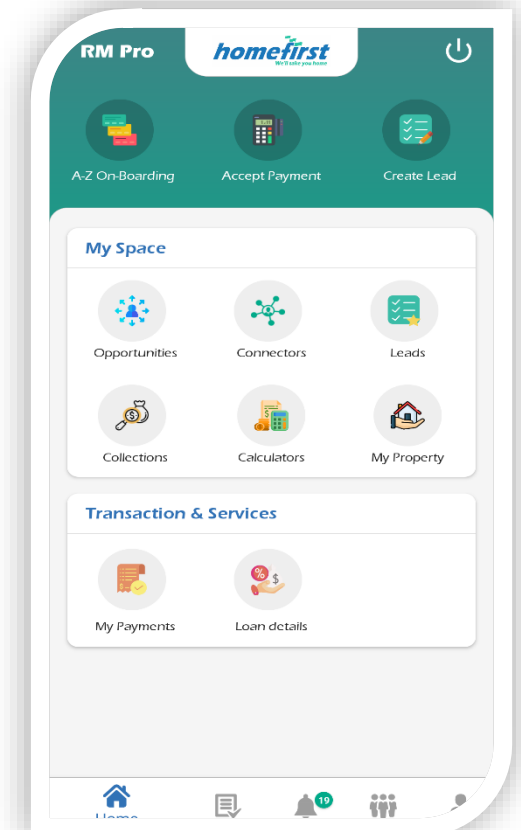 RM Pro
homefirst
We'll take you home
A-Z On-Boarding
Accept Payment
Create Lead
My Space
Opportunities
Connectors
Leads
$
Collections
Calculators
My Property
Transaction & Services
% $
My Payments
Loan details
19
Home